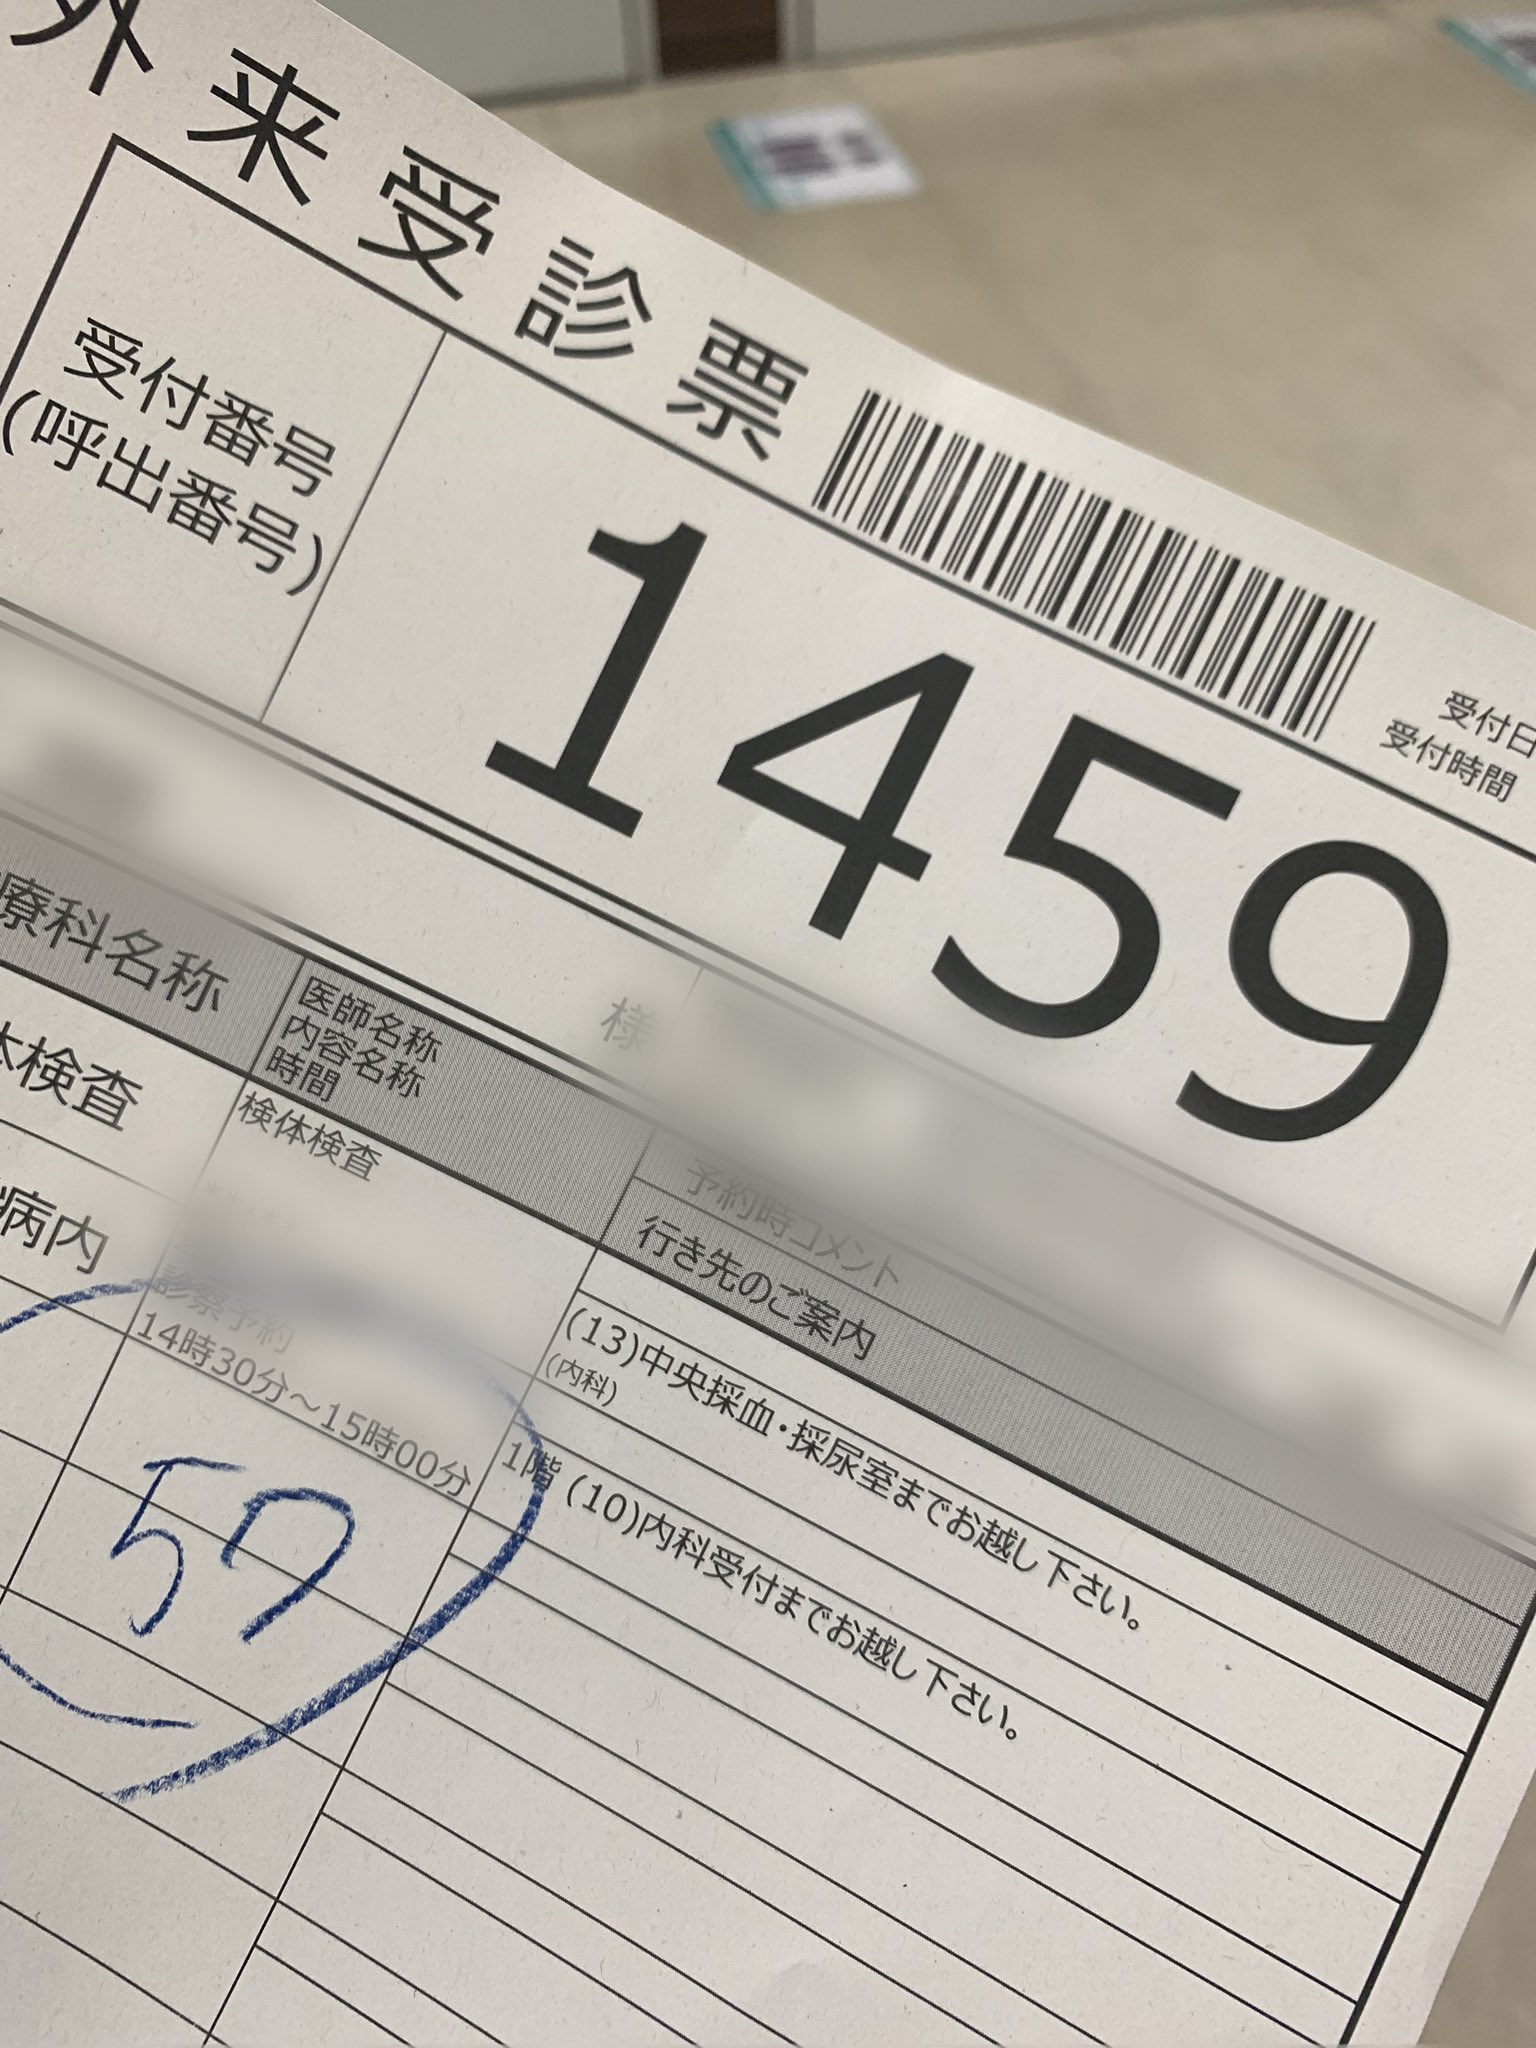 外来受診票
受付日
受付時間
受付番号
(呼出番号)
1459
様
療科名称
医師名称
内容名称
時間
予約時コメント
行き先のご案内
体検査
検体検査
(13)中央採血・採尿室までお越し下さい。
(内科)
病内
****
診察予約
14時30分～15時00分
1階 (10)内科受付までお越し下さい。
57